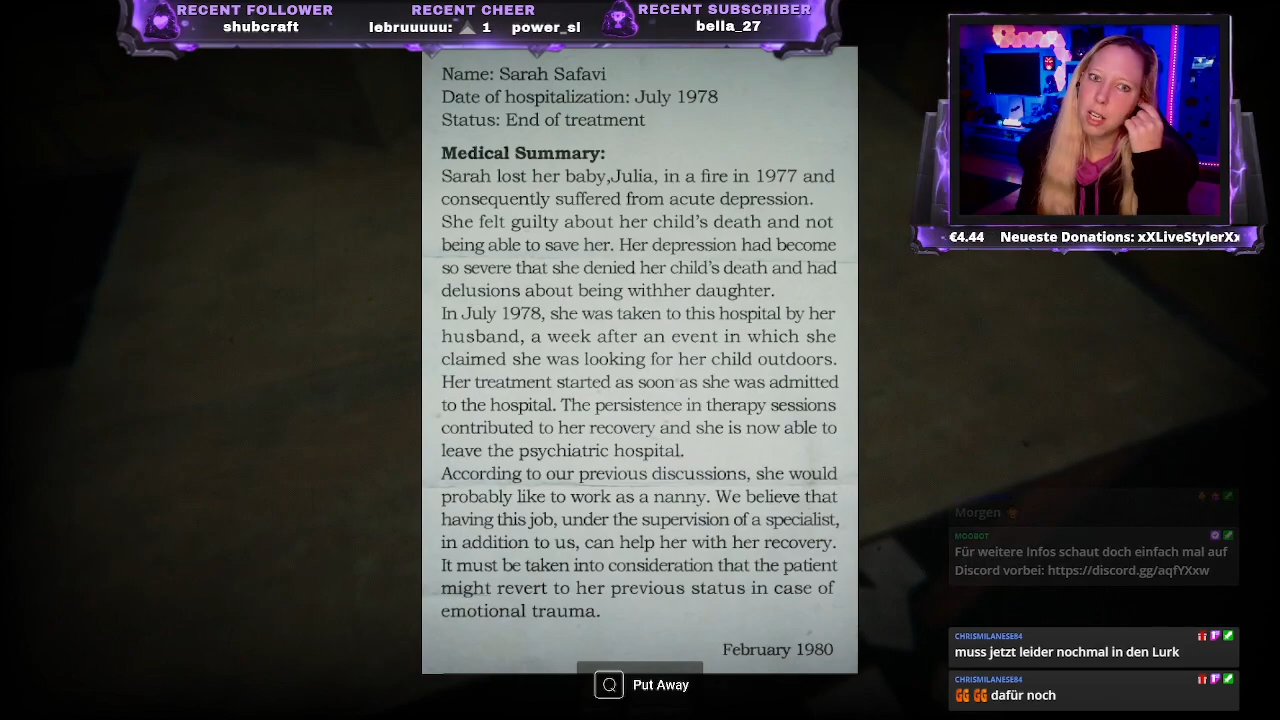 RECENT FOLLOWER
shubcraft
RECENT CHEER
lebruuuuu: 1 power_sl
RECENT SUBSCRIBER
bella_27
Name: Sarah Safavi
Date of hospitalization: July 1978
Status: End of treatment
Medical Summary:
Sarah lost her baby,Julia, in a fire in 1977 and
consequently suffered from acute depression.
She felt guilty about her child's death and not
being able to save her. Her depression had become
so severe that she denied her child's death and had
delusions about being withher daughter.
In July 1978, she was taken to this hospital by her
husband, a week after an event in which she
claimed she was looking for her child outdoors.
Her treatment started as soon as she was admitted
to the hospital. The persistence in therapy sessions
contributed to her recovery and she is now able to
leave the psychiatric hospital.
According to our previous discussions, she would
probably like to work as a nanny. We believe that
having this job, under the supervision of a specialist,
in addition to us, can help her with her recovery.
It must be taken into consideration that the patient
might revert to her previous status in case of
emotional trauma.
February 1980
Q Put Away
€4.44 Neueste Donations: xXLiveStylerXx
Morgen
MOOBOT
Für weitere Infos schaut doch einfach mal auf
Discord vorbei: https://discord.gg/aqfYXxw
CHRISMILANESE84
muss jetzt leider nochmal in den Lurk
CHRISMILANESE84
GG GG dafür noch